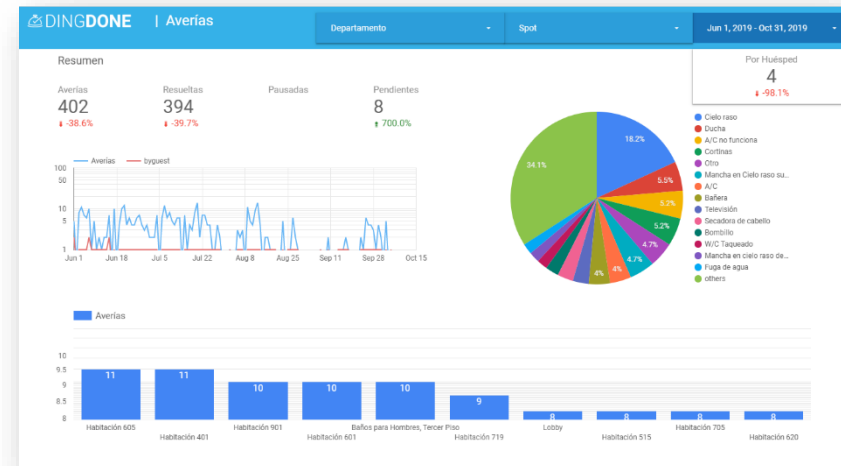 DINGDONE | Averías
Departamento
Spot
Jun 1, 2019 - Oct 31, 2019
Resumen
Por Huésped
4
-98.1%
Averías
402
-38.6%
Resueltas
394
-39.7%
Pausadas
Pendientes
8
700.0%
Averías byguest
100
50
10
5
1
Jun 1 Jun 18 Jul 5 Jul 22 Aug 8 Aug 25 Sep 11 Sep 28 Oct 15
18.2%
5.5%
5.2%
5.2%
4.7%
4.7%
4%
4%
34.1%
Cielo raso
Ducha
A/C no funciona
Cortinas
Otro
Mancha en Cielo raso su...
A/C
Bañera
Televisión
Secadora de cabello
Bombillo
W/C Taqueado
Mancha en cielo raso de...
Fuga de agua
others
Averías
10
9.5
9
8.5
8
11 11 10 10 10 9 8 8 8 8
Habitación 605 Habitación 901 Baños para Hombres, Tercer Piso Lobby Habitación 705
Habitación 401 Habitación 601 Habitación 719 Habitación 515 Habitación 620